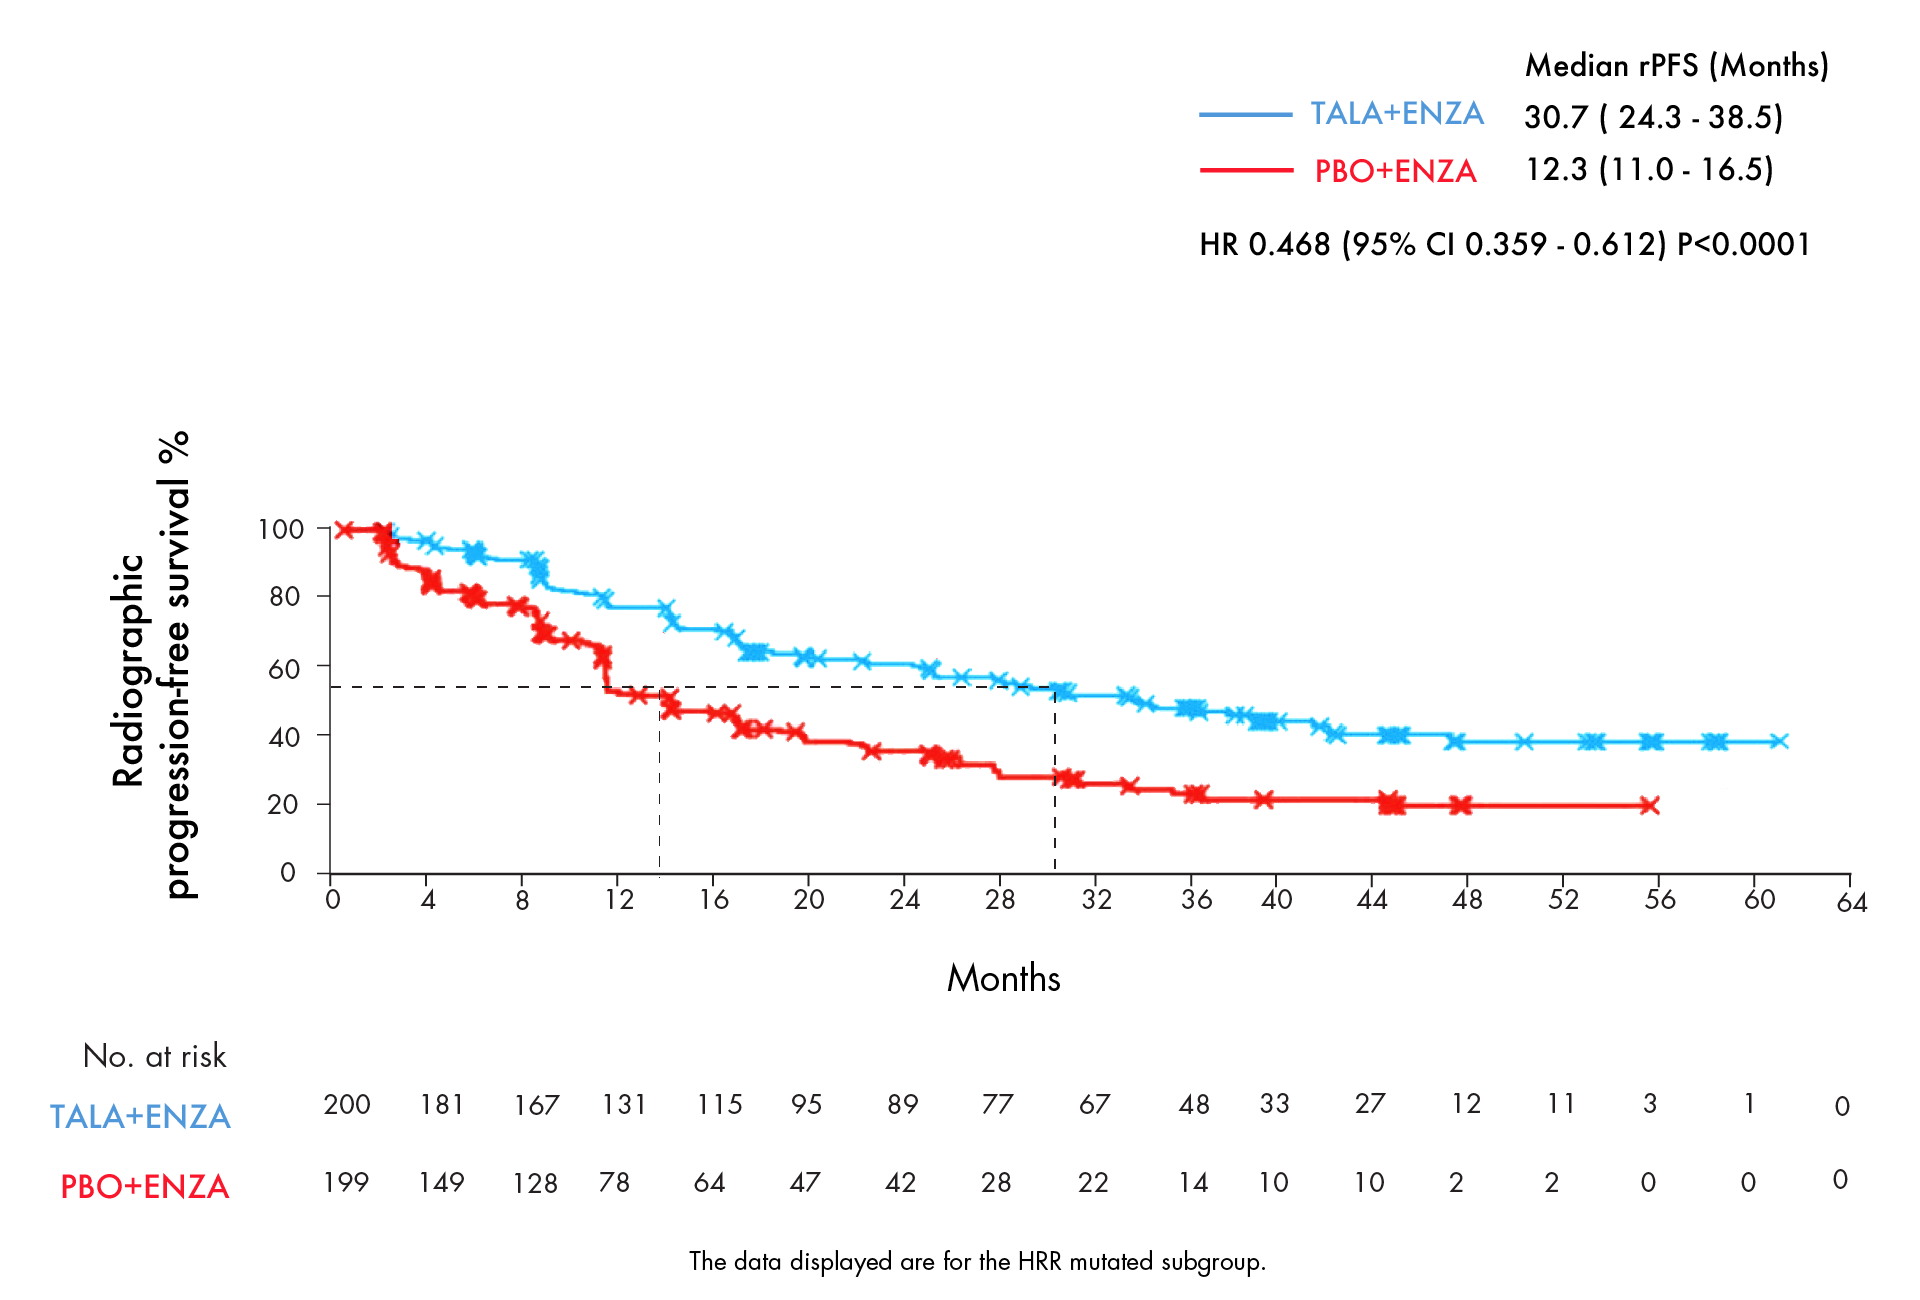 Median rPFS (Months)
TALA+ENZA 30.7 ( 24.3 - 38.5)
PBO+ENZA 12.3 (11.0 - 16.5)
HR 0.468 (95% CI 0.359 - 0.612) P<0.0001
Radiographic
progression-free survival %
100
80
60
40
20
0
0 4 8 12 16 20 24 28 32 36 40 44 48 52 56 60 64
Months
No. at risk
TALA+ENZA 200 181 167 131 115 95 89 77 67 48 33 27 12 11 3 1 0
PBO+ENZA 199 149 128 78 64 47 42 28 22 14 10 10 2 2 0 0 0
The data displayed are for the HRR mutated subgroup.